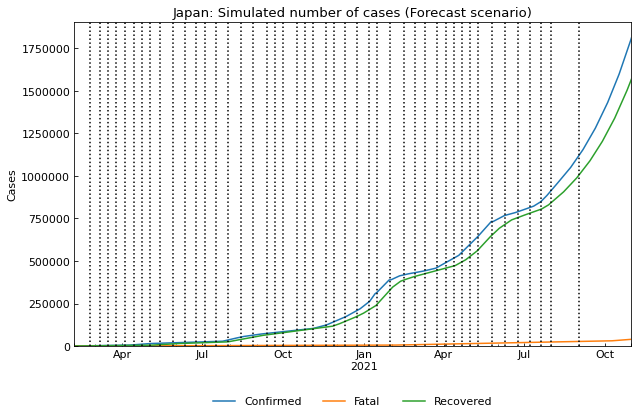 Japan: Simulated number of cases (Forecast scenario)
1750000
1500000
1250000
1000000
750000
500000
250000
0
Cases
Apr Jul Oct Jan Apr Jul Oct
2021
Confirmed Fatal Recovered